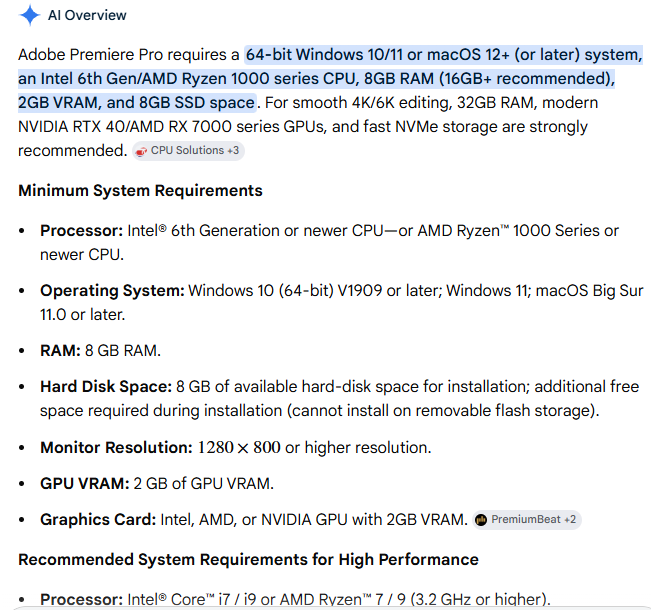 AI Overview
Adobe Premiere Pro requires a 64-bit Windows 10/11 or macOS 12+ (or later) system,
an Intel 6th Gen/AMD Ryzen 1000 series CPU, 8GB RAM (16GB+ recommended),
2GB VRAM, and 8GB SSD space. For smooth 4K/6K editing, 32GB RAM, modern
NVIDIA RTX 40/AMD RX 7000 series GPUs, and fast NVMe storage are strongly
recommended. CPU Solutions +3
Minimum System Requirements
• Processor: Intel® 6th Generation or newer CPU—or AMD Ryzen™ 1000 Series or
newer CPU.
• Operating System: Windows 10 (64-bit) V1909 or later; Windows 11; macOS Big Sur
11.0 or later.
• RAM: 8 GB RAM.
• Hard Disk Space: 8 GB of available hard-disk space for installation; additional free
space required during installation (cannot install on removable flash storage).
• Monitor Resolution: 1280 × 800 or higher resolution.
• GPU VRAM: 2 GB of GPU VRAM.
• Graphics Card: Intel, AMD, or NVIDIA GPU with 2GB VRAM. PremiumBeat +2
Recommended System Requirements for High Performance
• Processor: Intel® Core™ i7 / i9 or AMD Ryzen™ 7 / 9 (3.2 GHz or higher).